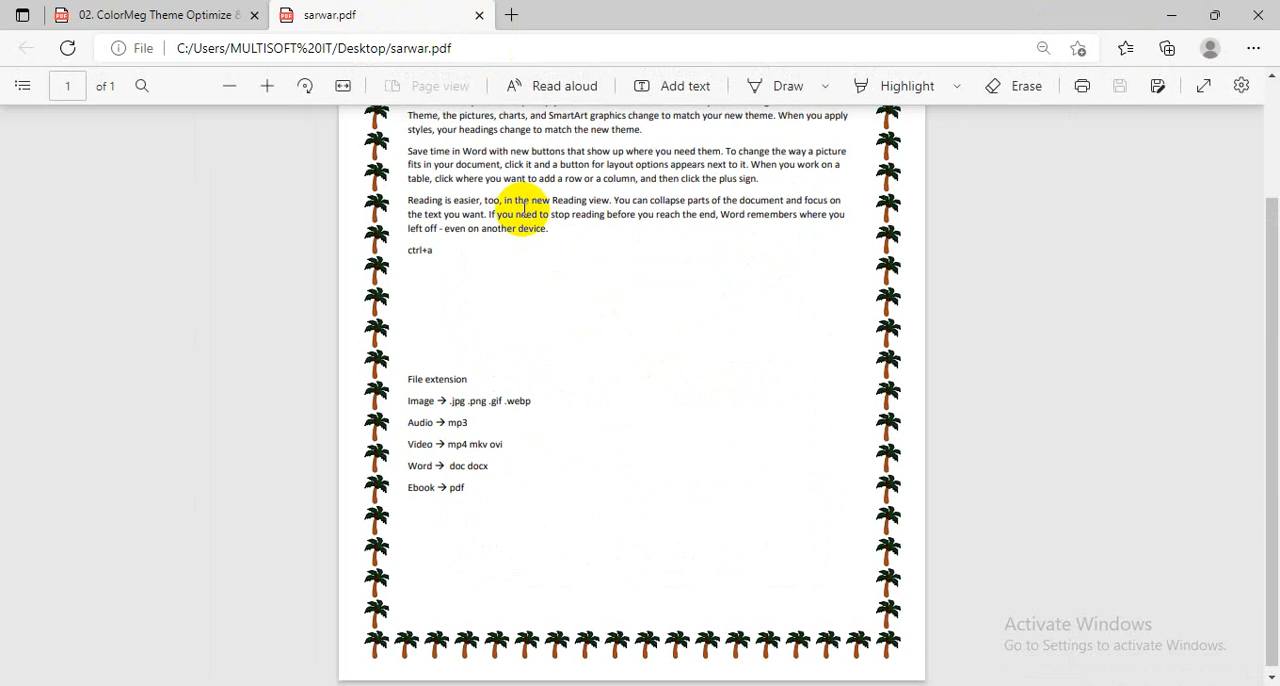 02. ColorMeg Theme Optimize &
sarwar.pdf
File
C:/Users/MULTISOFT%20IT/Desktop/sarwar.pdf
1 of 1
Page view
Read aloud
Add text
Draw
Highlight
Erase
Theme, the pictures, charts, and SmartArt graphics change to match your new theme. When you apply
styles, your headings change to match the new theme.
Save time in Word with new buttons that show up where you need them. To change the way a picture
fits in your document, click it and a button for layout options appears next to it. When you work on a
table, click where you want to add a row or a column, and then click the plus sign.
Reading is easier, too, in the new Reading view. You can collapse parts of the document and focus on
the text you want. If you need to stop reading before you reach the end, Word remembers where you
left off - even on another device.
ctrl+a
File extension
Image → .jpg .png .gif .webp
Audio → mp3
Video → mp4 mkv ovi
Word → doc docx
Ebook → pdf
Activate Windows
Go to Settings to activate Windows.